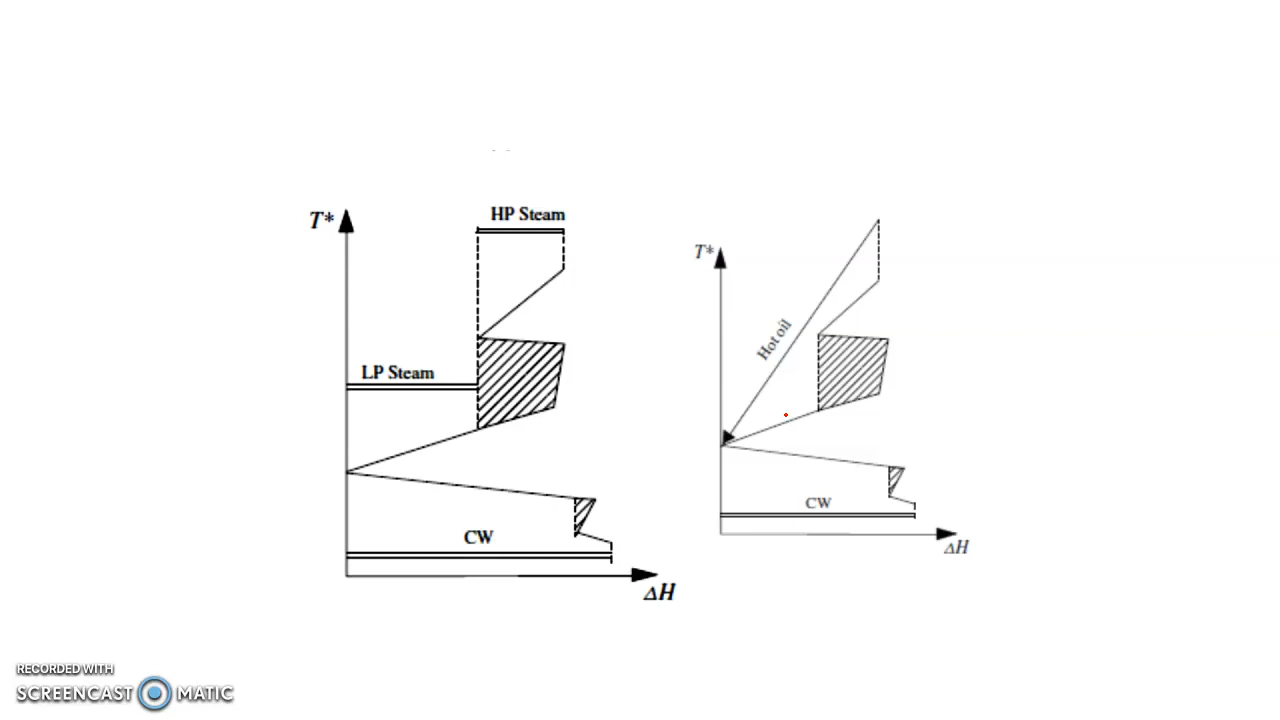 HP Steam
T*
LP Steam
CW
ΔH
T*
Hot oil
CW
ΔH
RECORDED WITH
SCREENCAST MATIC